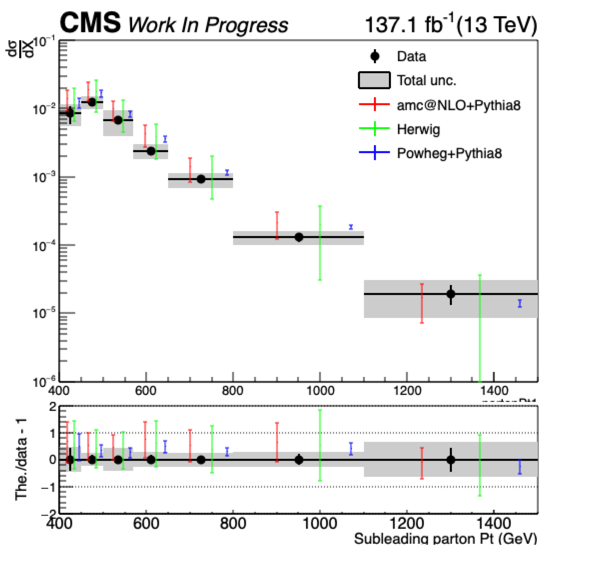 CMS Work In Progress 137.1 fb⁻¹(13 TeV)
dσ
dX
Data
Total unc.
amc@NLO+Pythia8
Herwig
Powheg+Pythia8
10⁻¹
10⁻²
10⁻³
10⁻⁴
10⁻⁵
10⁻⁶
400 600 800 1000 1200 1400
The./data - 1
2
1
0
−1
−2
400 600 800 1000 1200 1400
Subleading parton Pt (GeV)